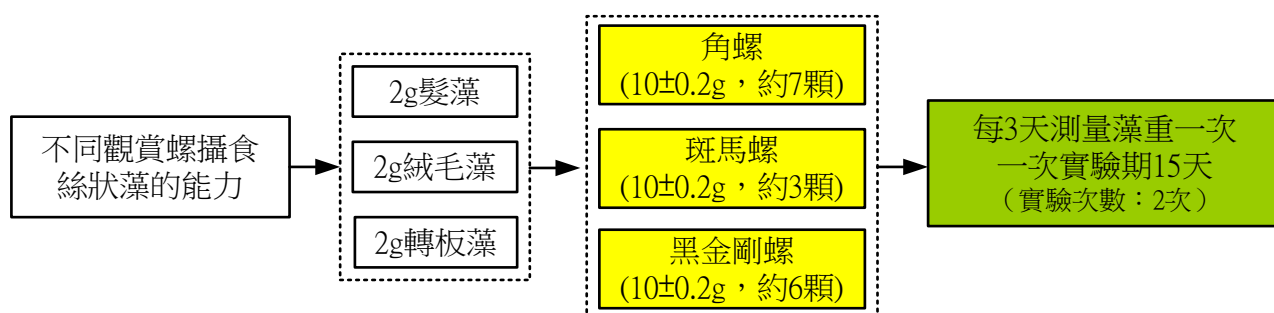 不同觀賞螺攝食
絲狀藻的能力
2g髮藻
2g絨毛藻
2g轉板藻
角螺
(10±0.2g，約7顆)
斑馬螺
(10±0.2g，約3顆)
黑金剛螺
(10±0.2g，約6顆)
每3天測量藻重一次
一次實驗期15天
（實驗次數：2次）